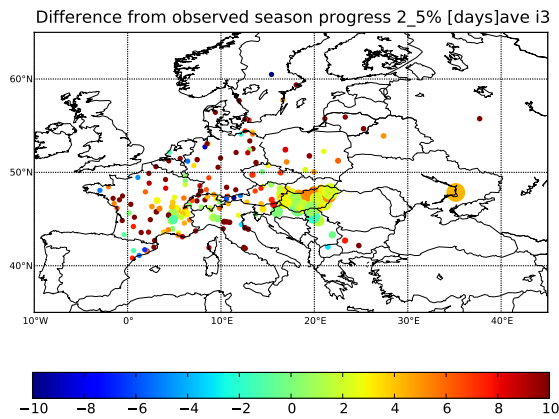 Difference from observed season progress 2_5% [days]ave i3
60°N
50°N
40°N
10°W 0° 10°E 20°E 30°E 40°E
−10 −8 −6 −4 −2 0 2 4 6 8 10